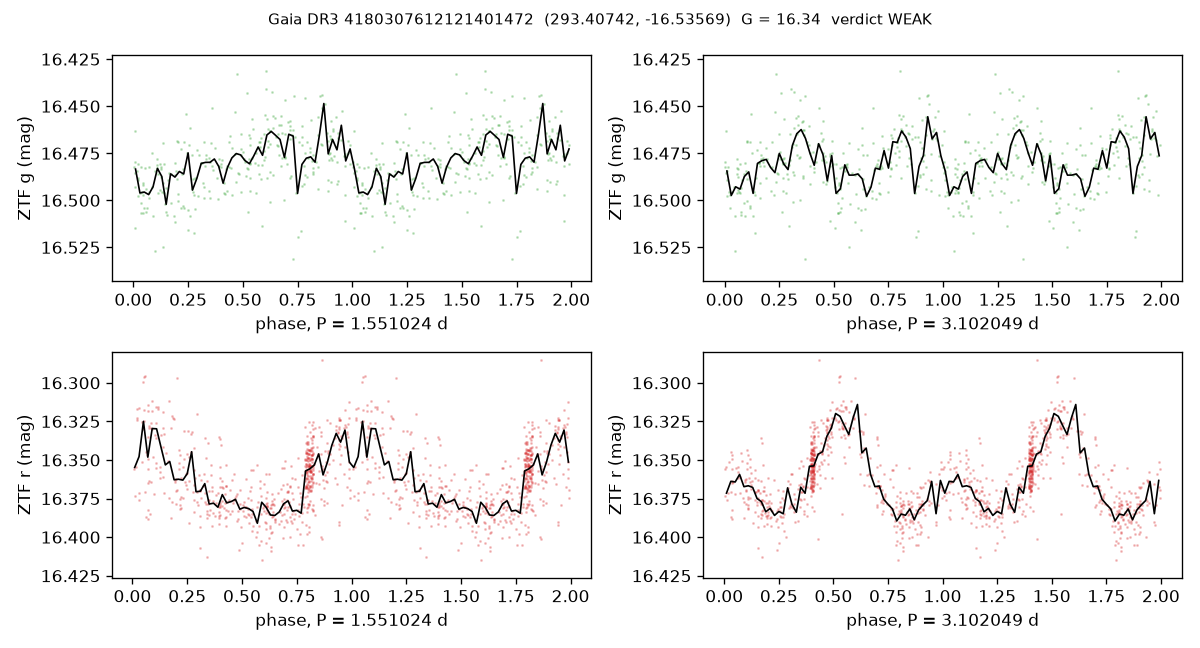 Gaia DR3 4180307612121401472  (293.40742, -16.53569)  G = 16.34  verdict WEAK
ZTF g (mag)
16.425
16.450
16.475
16.500
16.525
0.00 0.25 0.50 0.75 1.00 1.25 1.50 1.75 2.00
phase, P = 1.551024 d
ZTF g (mag)
16.425
16.450
16.475
16.500
16.525
0.00 0.25 0.50 0.75 1.00 1.25 1.50 1.75 2.00
phase, P = 3.102049 d
ZTF r (mag)
16.300
16.325
16.350
16.375
16.400
16.425
0.00 0.25 0.50 0.75 1.00 1.25 1.50 1.75 2.00
phase, P = 1.551024 d
ZTF r (mag)
16.300
16.325
16.350
16.375
16.400
16.425
0.00 0.25 0.50 0.75 1.00 1.25 1.50 1.75 2.00
phase, P = 3.102049 d